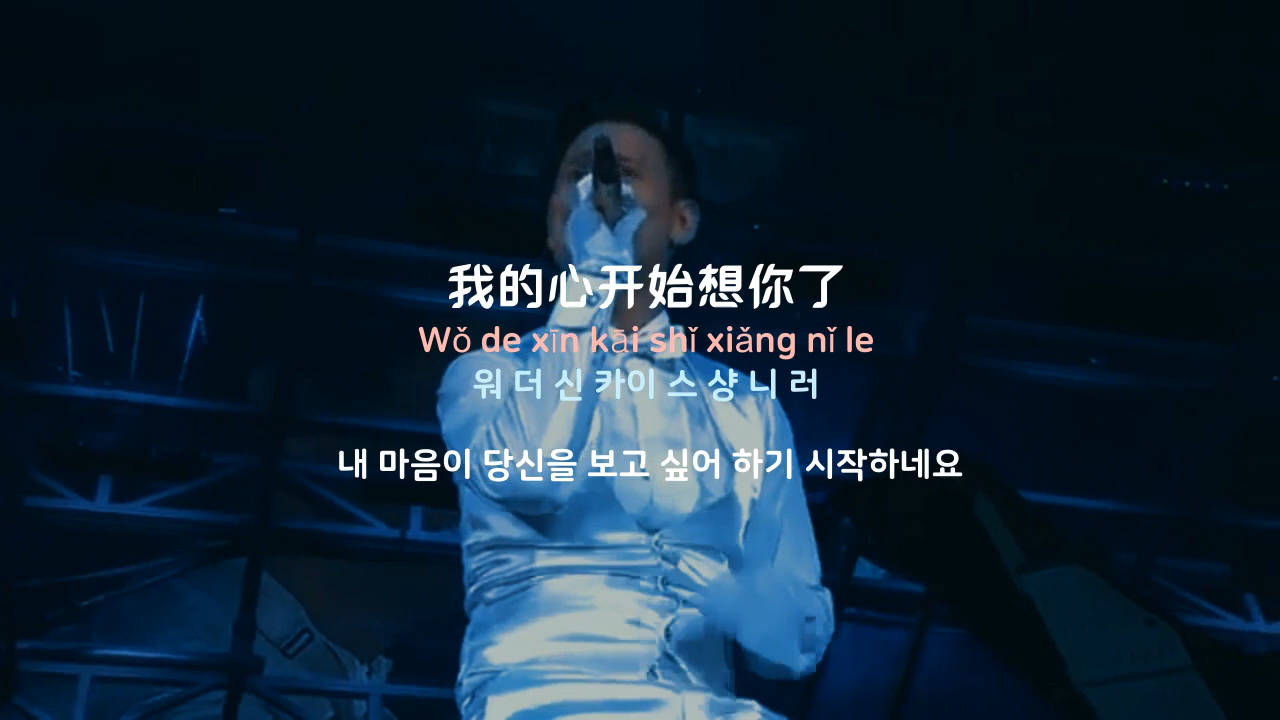 我的心开始想你了
Wǒ de xīn kāi shǐ xiǎng nǐ le
워 더 신 카이 스 샹 니 러
내 마음이 당신을 보고 싶어 하기 시작하네요